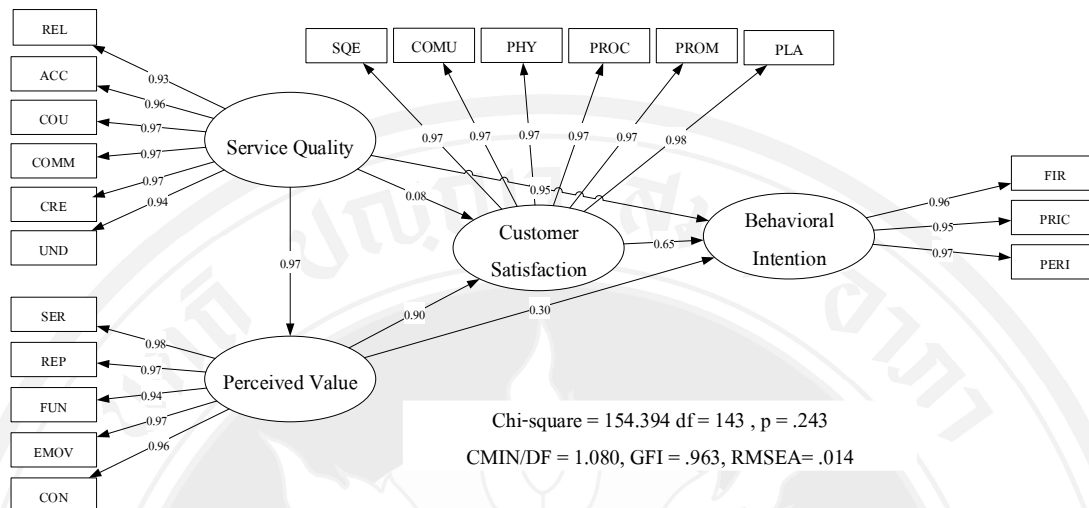 REL
ACC
COU
COMM
CRE
UND
0.93
0.96
0.97
0.97
0.97
0.94
Service Quality
SQE
COMU
PHY
PROC
PROM
PLA
0.97
0.97
0.97
0.97
0.97
0.98
0.95
0.08
0.97
Customer
Satisfaction
0.65
Behavioral
Intention
0.96
0.95
0.97
FIR
PRIC
PERI
0.90
0.30
SER
REP
FUN
EMOV
CON
0.98
0.97
0.94
0.97
0.96
Perceived Value
Chi-square = 154.394 df = 143 , p = .243
CMIN/DF = 1.080, GFI = .963, RMSEA= .014